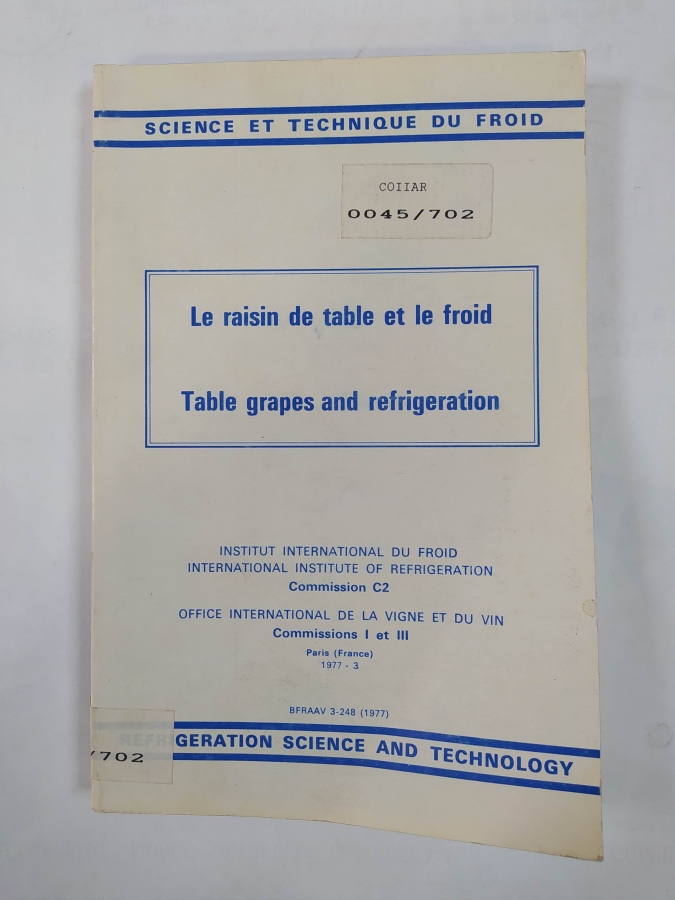 SCIENCE ET TECHNIQUE DU FROID
COIIAR
0045/702
Le raisin de table et le froid
Table grapes and refrigeration
INSTITUT INTERNATIONAL DU FROID
INTERNATIONAL INSTITUTE OF REFRIGERATION
Commission C2
OFFICE INTERNATIONAL DE LA VIGNE ET DU VIN
Commissions I et III
Paris (France)
1977 - 3
BFRAAV 3-248 (1977)
REFRIGERATION SCIENCE AND TECHNOLOGY
/702